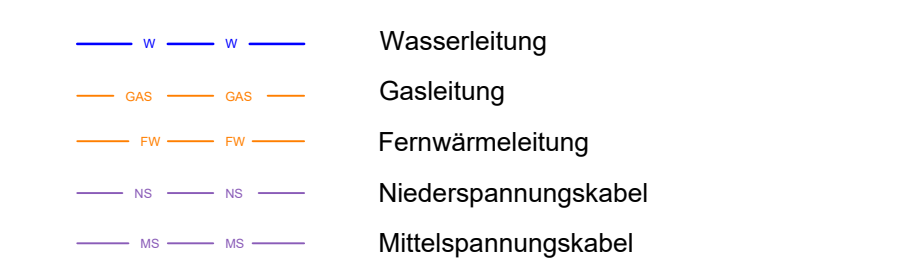 W W Wasserleitung
GAS GAS Gasleitung
FW FW Fernwärmeleitung
NS NS Niederspannungskabel
MS MS Mittelspannungskabel